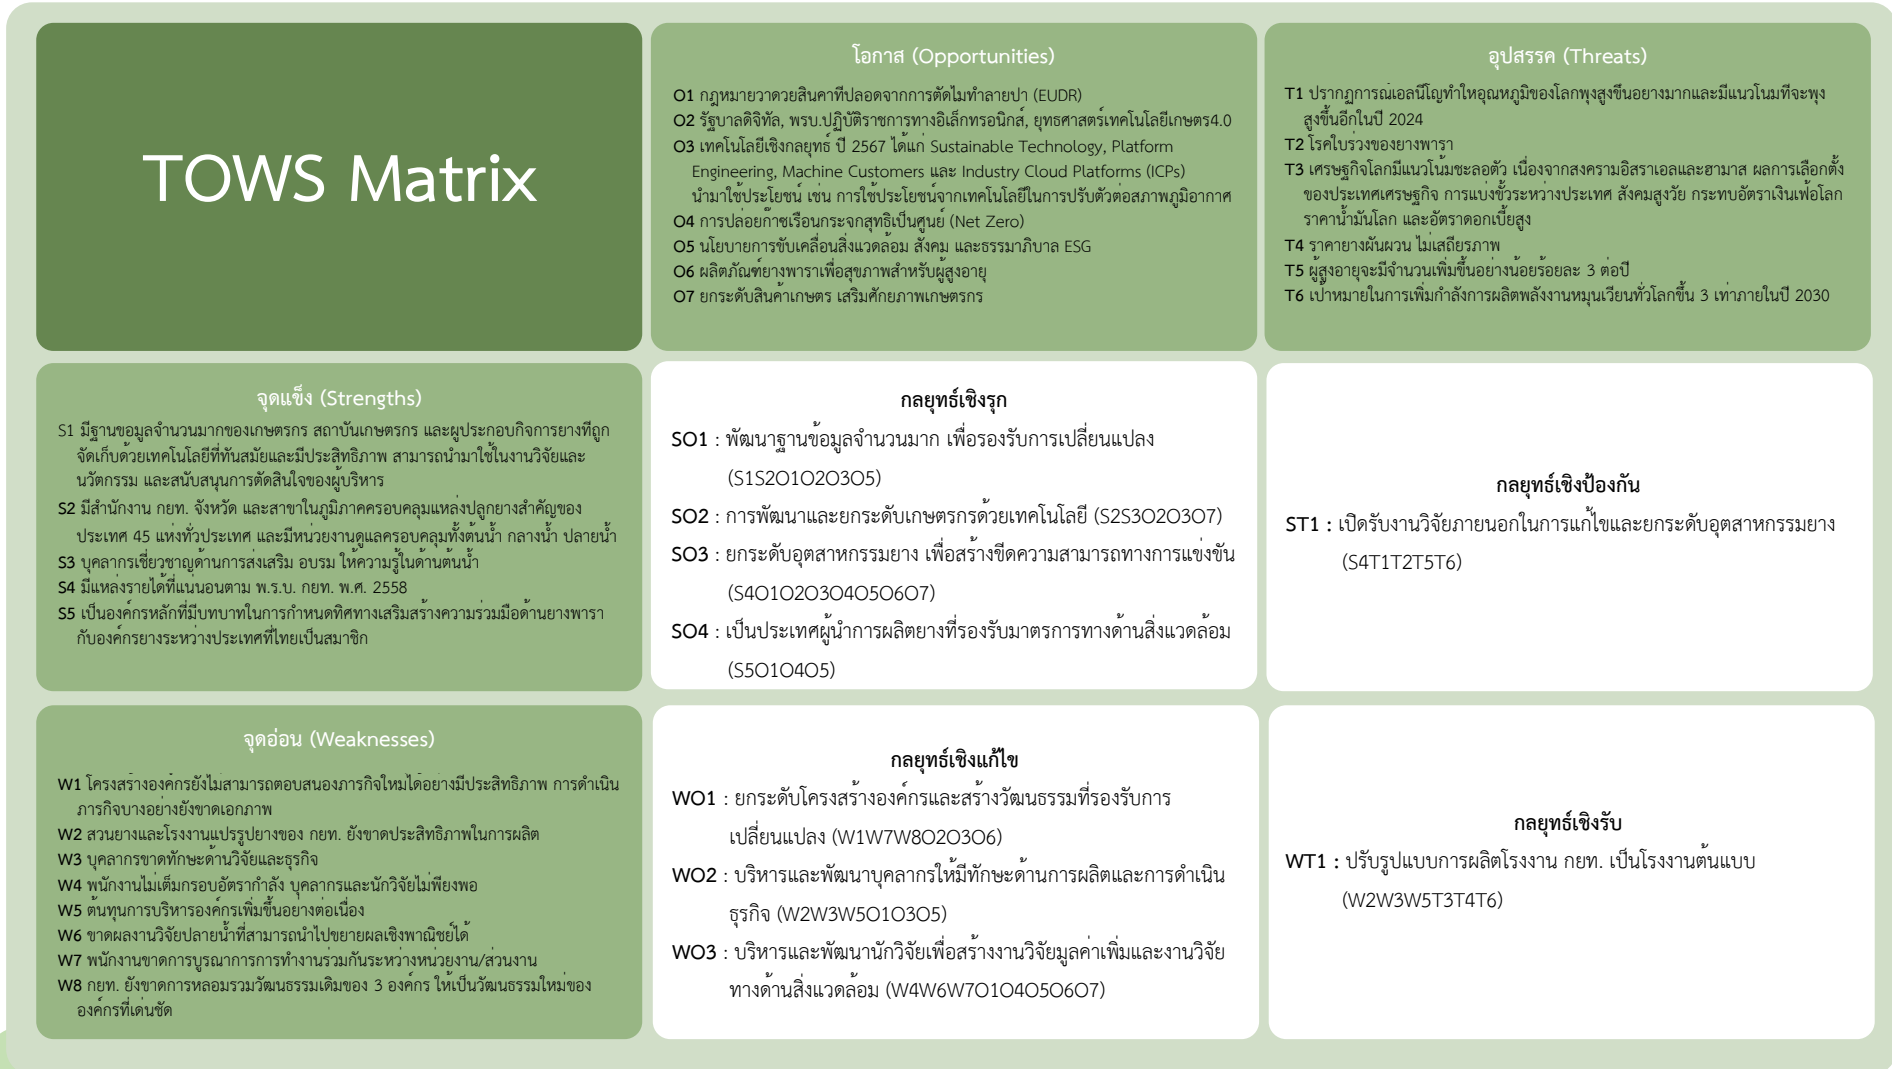 TOWS Matrix
โอกาส (Opportunities)
O1 กฎหมายวาดวยสินคาที่ปลอดจากการตัดไมทำลายปา (EUDR)
O2 รัฐบาลดิจิทัล, พรบ.ปฏิบัติราชการทางอิเล็กทรอนิกส์, ยุทธศาสตร์เทคโนโลยีเกษตร4.0
O3 เทคโนโลยีเชิงกลยุทธ์ ปี 2567 ได้แก่ Sustainable Technology, Platform
Engineering, Machine Customers และ Industry Cloud Platforms (ICPs)
นำมาใช้ประโยชน์ เช่น การใช้ประโยชน์จากเทคโนโลยีในการปรับตัวต่อสภาพภูมิอากาศ
O4 การปล่อยก๊าซเรือนกระจกสุทธิเป็นศูนย์ (Net Zero)
O5 นโยบายการขับเคลื่อนสิ่งแวดล้อม สังคม และธรรมาภิบาล ESG
O6 ผลิตภัณฑ์ยางพาราเพื่อสุขภาพสำหรับผู้สูงอายุ
O7 ยกระดับสินค้าเกษตร เสริมศักยภาพเกษตรกร
อุปสรรค (Threats)
T1 ปรากฏการณเอลนีโญทำใหอุณหภูมิของโลกพุงสูงขึ้นอยางมากและมีแนวโนมที่จะพุง
สูงขึ้นอีกในปี 2024
T2 โรคใบร่วงของยางพารา
T3 เศรษฐกิจโลกมีแนวโน้มชะลอตัว เนื่องจากสงครามอิสราเอลและฮามาส ผลการเลือกตั้ง
ของประเทศเศรษฐกิจ การแบ่งขั้วระหว่างประเทศ สังคมสูงวัย กระทบอัตราเงินเฟ้อโลก
ราคาน้ำมันโลก และอัตราดอกเบี้ยสูง
T4 ราคายางผันผวน ไม่เสถียรภาพ
T5 ผู้สูงอายุจะมีจำนวนเพิ่มขึ้นอย่างน้อยร้อยละ 3 ต่อปี
T6 เป้าหมายในการเพิ่มกำลังการผลิตพลังงานหมุนเวียนทั่วโลกขึ้น 3 เท่าภายในปี 2030
จุดแข็ง (Strengths)
S1 มีฐานขอมูลจำนวนมากของเกษตรกร สถาบันเกษตรกร และผูประกอบกิจการยางที่ถูก
จัดเก็บด้วยเทคโนโลยีที่ทันสมัยและมีประสิทธิภาพ สามารถนำมาใช้ในงานวิจัยและ
นวัตกรรม และสนับสนุนการตัดสินใจของผู้บริหาร
S2 มีสำนักงาน กยท. จังหวัด และสาขาในภูมิภาคครอบคลุมแหล่งปลูกยางสำคัญของ
ประเทศ 45 แห่งทั่วประเทศ และมีหน่วยงานดูแลครอบคลุมทั้งต้นน้ำ กลางน้ำ ปลายน้ำ
S3 บุคลากรเชี่ยวชาญด้านการส่งเสริม อบรม ให้ความรู้ในด้านต้นน้ำ
S4 มีแหล่งรายได้ที่แน่นอนตาม พ.ร.บ. กยท. พ.ศ. 2558
S5 เป็นองค์กรหลักที่มีบทบาทในการกำหนดทิศทางเสริมสร้างความร่วมมือด้านยางพารา
กับองค์กรยางระหว่างประเทศที่ไทยเป็นสมาชิก
กลยุทธ์เชิงรุก
SO1 : พัฒนาฐานข้อมูลจำนวนมาก เพื่อรองรับการเปลี่ยนแปลง
(S1S2O1O2O3O5)
SO2 : การพัฒนาและยกระดับเกษตรกรด้วยเทคโนโลยี (S2S3O2O3O7)
SO3 : ยกระดับอุตสาหกรรมยาง เพื่อสร้างขีดความสามารถทางการแข่งขัน
(S4O1O2O3O4O5O6O7)
SO4 : เป็นประเทศผู้นำการผลิตยางที่รองรับมาตรการทางด้านสิ่งแวดล้อม
(S5O1O4O5)
กลยุทธ์เชิงป้องกัน
ST1 : เปิดรับงานวิจัยภายนอกในการแก้ไขและยกระดับอุตสาหกรรมยาง
(S4T1T2T5T6)
จุดอ่อน (Weaknesses)
W1 โครงสร้างองค์กรยังไม่สามารถตอบสนองภารกิจใหม่ได้อย่างมีประสิทธิภาพ การดำเนิน
ภารกิจบางอย่างยังขาดเอกภาพ
W2 สวนยางและโรงงานแปรรูปยางของ กยท. ยังขาดประสิทธิภาพในการผลิต
W3 บุคลากรขาดทักษะด้านวิจัยและธุรกิจ
W4 พนักงานไม่เต็มกรอบอัตรากำลัง บุคลากรและนักวิจัยไม่พียงพอ
W5 ต้นทุนการบริหารองค์กรเพิ่มขึ้นอย่างต่อเนื่อง
W6 ขาดผลงานวิจัยปลายน้ำที่สามารถนำไปขยายผลเชิงพาณิชย์ได้
W7 พนักงานขาดการบูรณาการการทำงานร่วมกันระหว่างหน่วยงาน/ส่วนงาน
W8 กยท. ยังขาดการหลอมรวมวัฒนธรรมเดิมของ 3 องค์กร ให้เป็นวัฒนธรรมใหม่ของ
องค์กรที่เด่นชัด
กลยุทธ์เชิงแก้ไข
WO1 : ยกระดับโครงสร้างองค์กรและสร้างวัฒนธรรมที่รองรับการ
เปลี่ยนแปลง (W1W7W8O2O3O6)
WO2 : บริหารและพัฒนาบุคลากรให้มีทักษะด้านการผลิตและการดำเนิน
ธุรกิจ (W2W3W5O1O3O5)
WO3 : บริหารและพัฒนานักวิจัยเพื่อสร้างงานวิจัยมูลค่าเพิ่มและงานวิจัย
ทางด้านสิ่งแวดล้อม (W4W6W7O1O4O5O6O7)
กลยุทธ์เชิงรับ
WT1 : ปรับรูปแบบการผลิตโรงงาน กยท. เป็นโรงงานต้นแบบ
(W2W3W5T3T4T6)